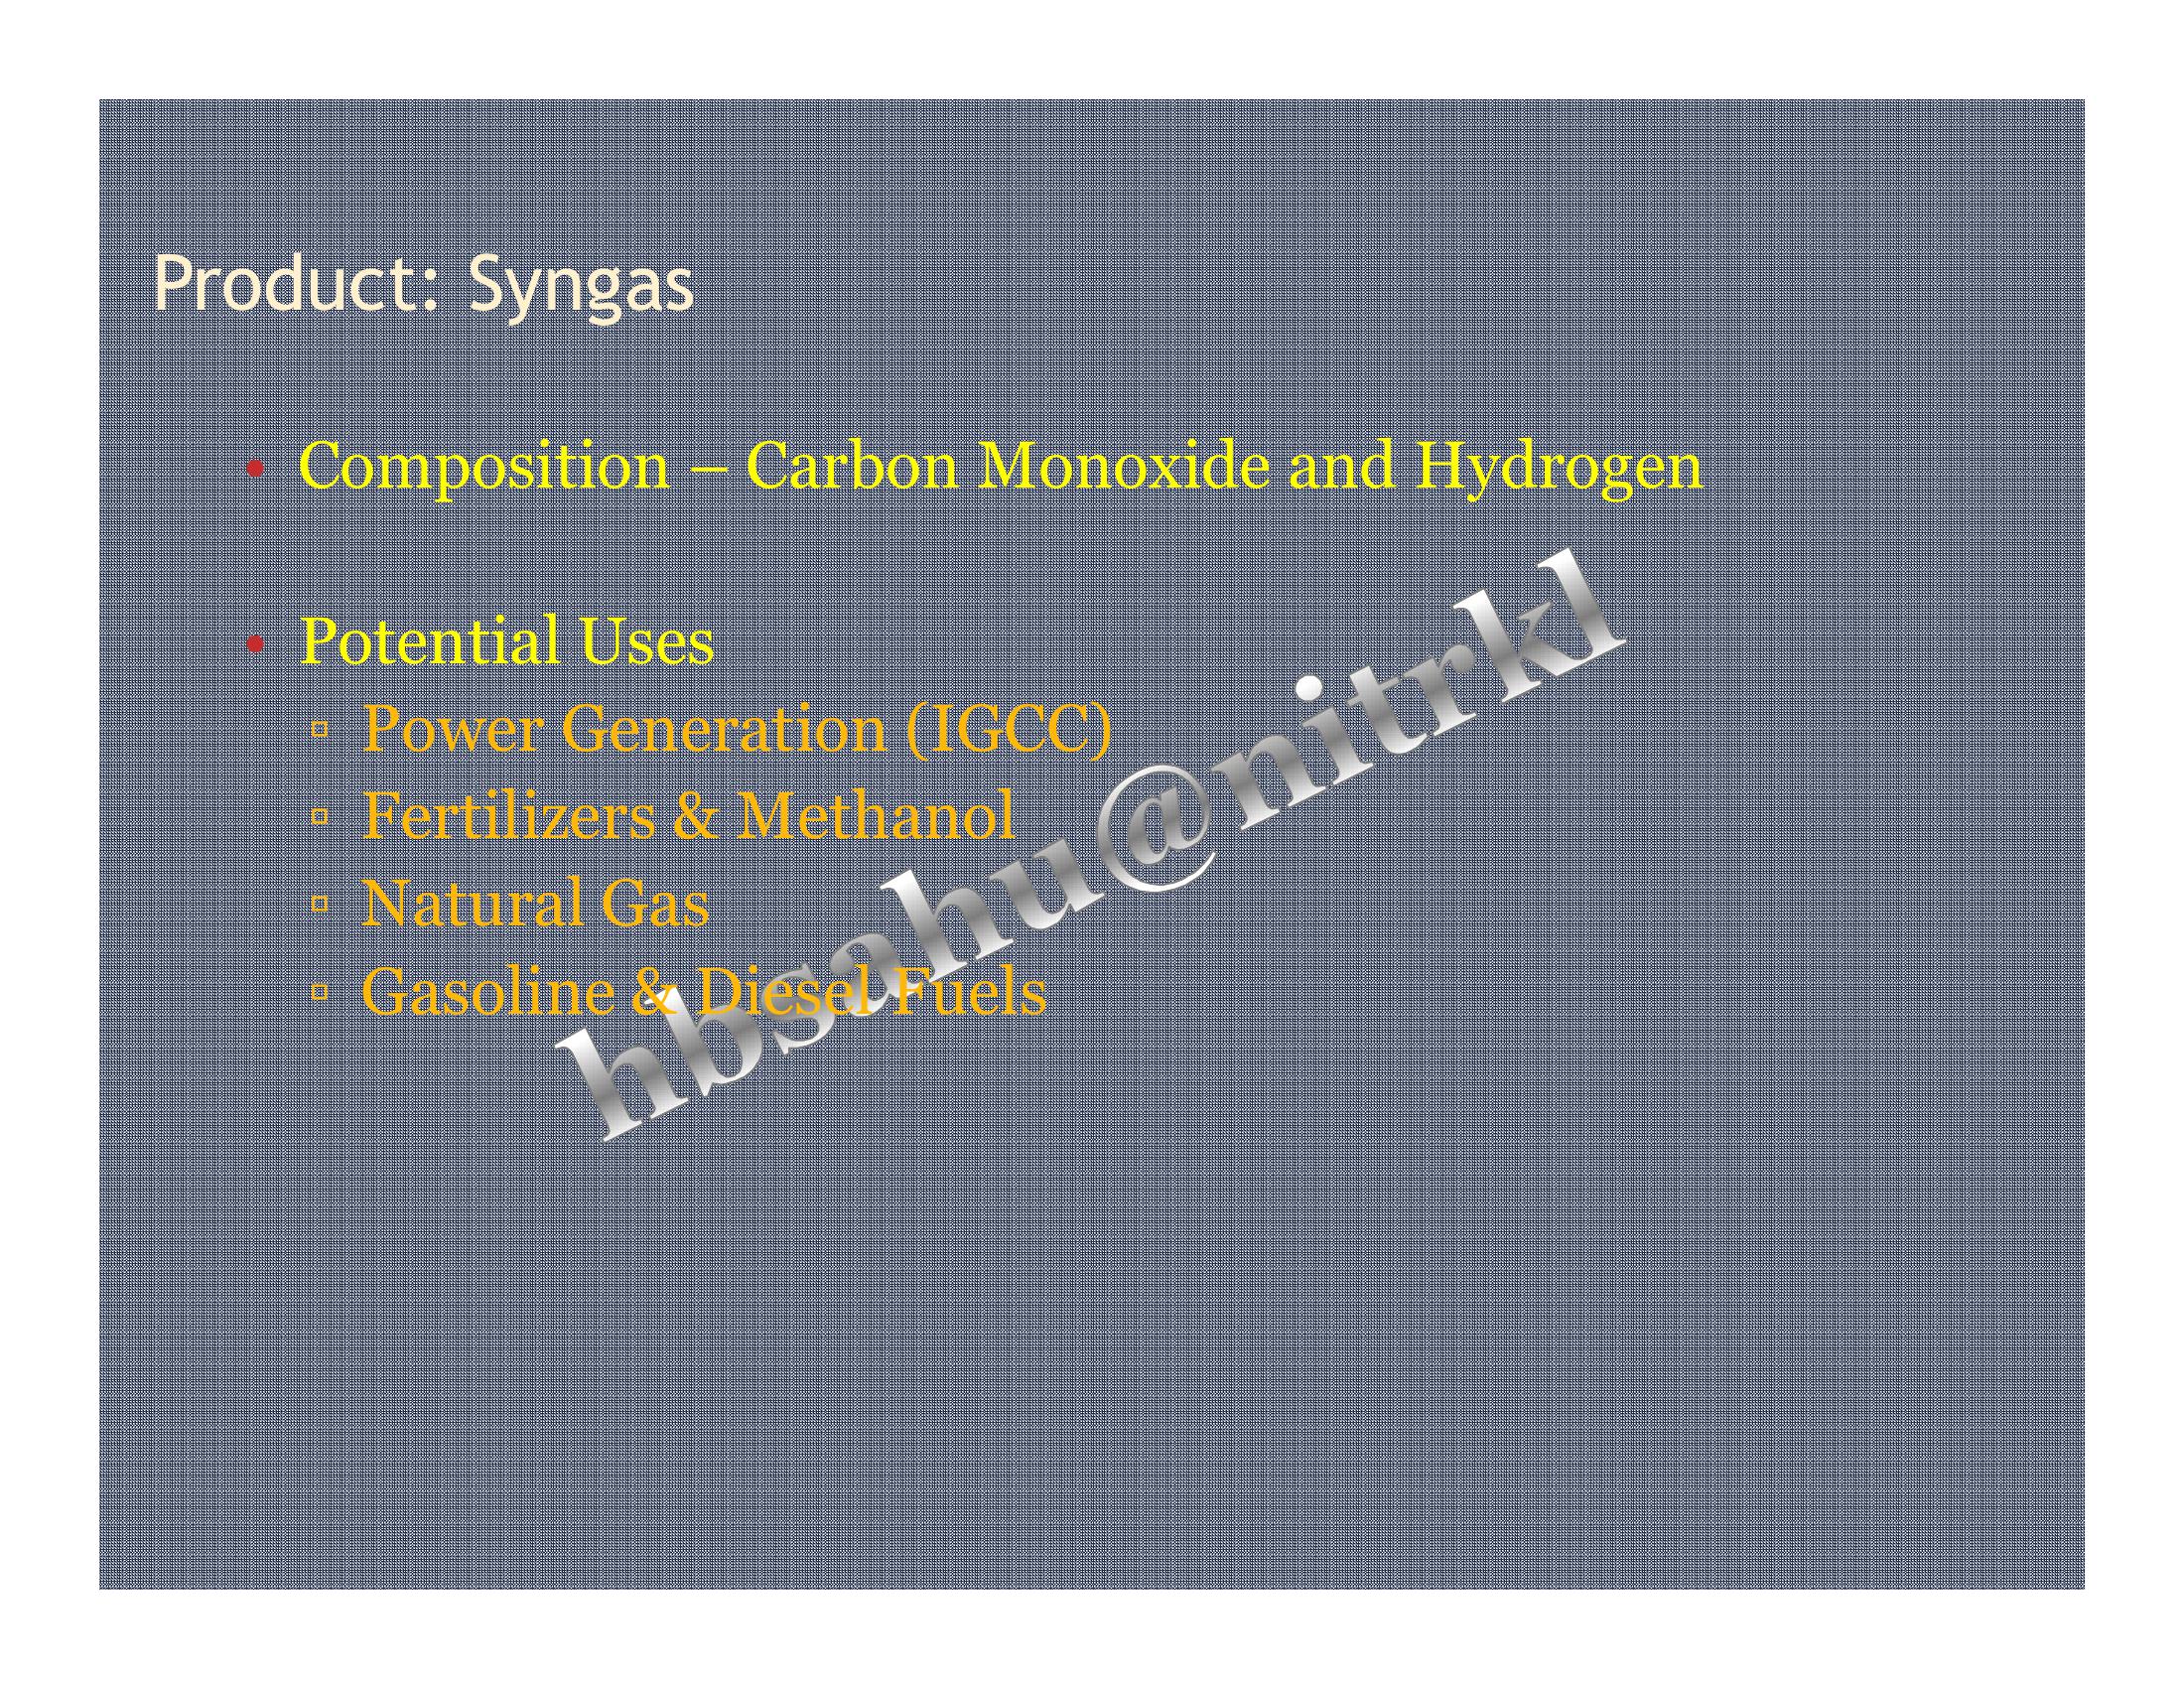 Product: Syngas
• Composition – Carbon Monoxide and Hydrogen
• Potential Uses
▫ Power Generation (IGCC)
▫ Fertilizers & Methanol
▫ Natural Gas
▫ Gasoline & Diesel Fuels
hbsahu@nitrkl